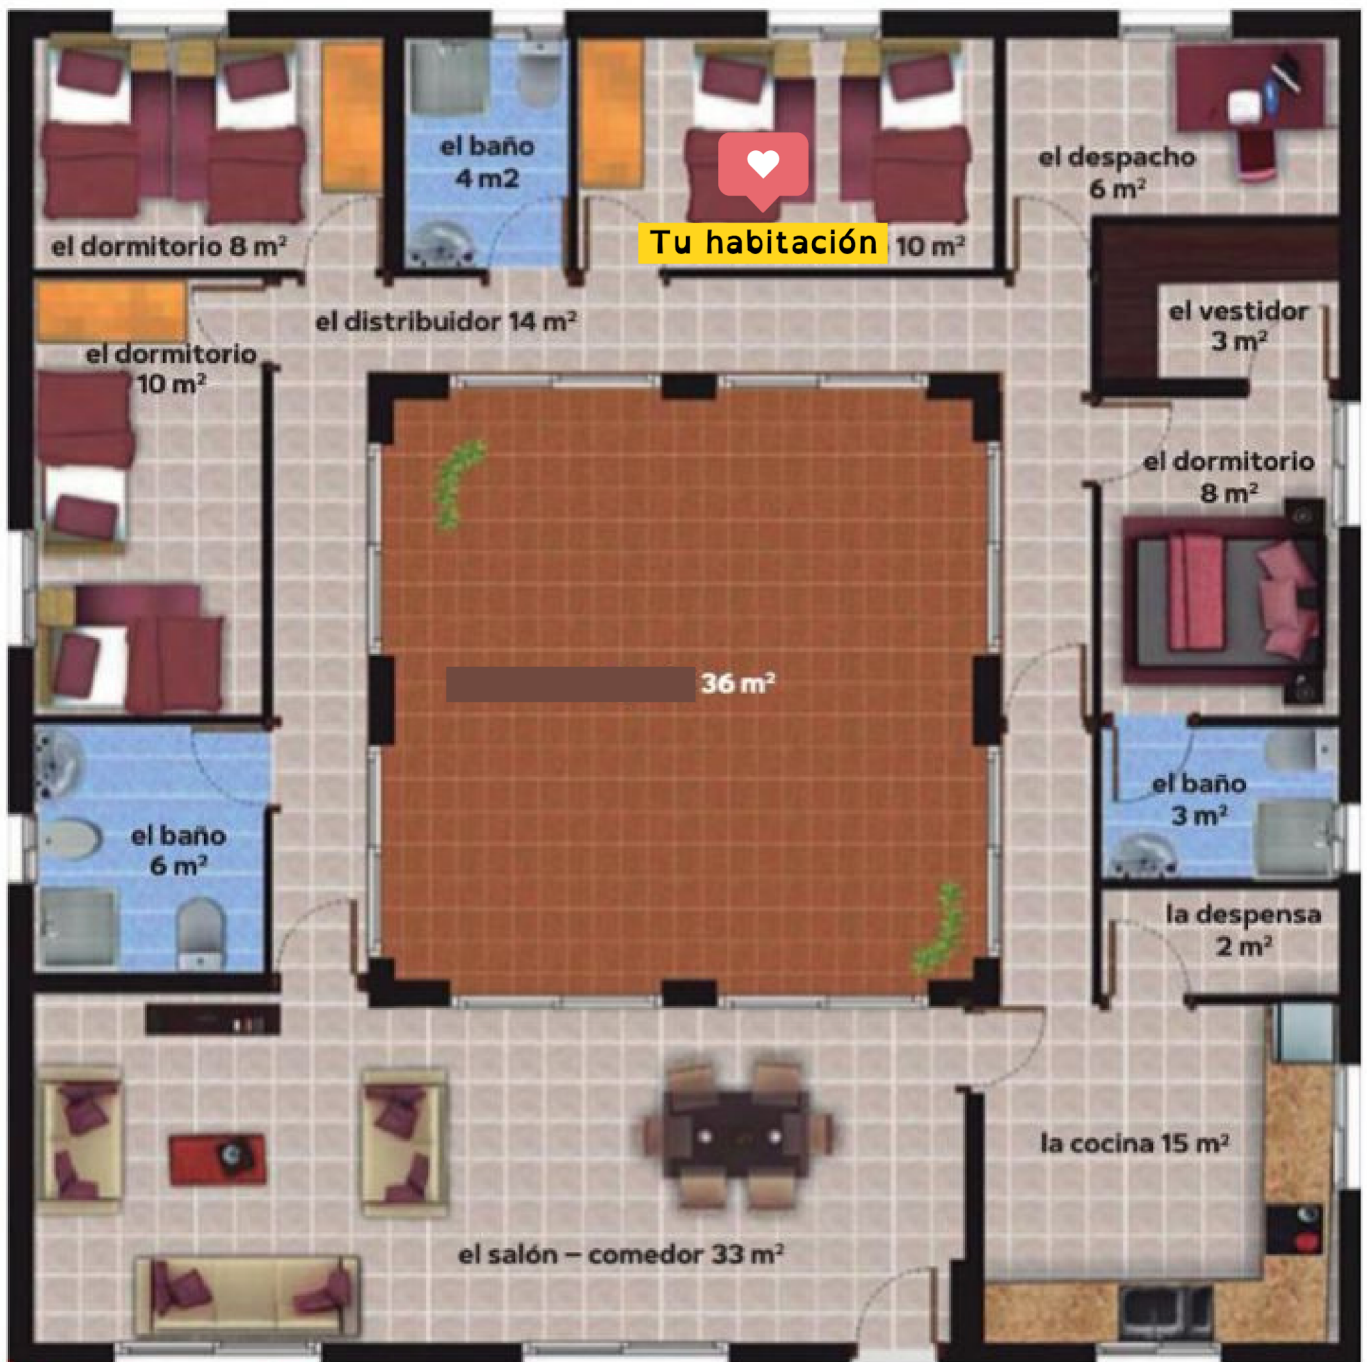 el baño
4 m2
el despacho
6 m²
el dormitorio 8 m²
Tu habitación 10 m²
el distribuidor 14 m²
el vestidor
3 m²
el dormitorio
10 m²
el dormitorio
8 m²
36 m²
el baño
3 m²
el baño
6 m²
la despensa
2 m²
la cocina 15 m²
el salón – comedor 33 m²